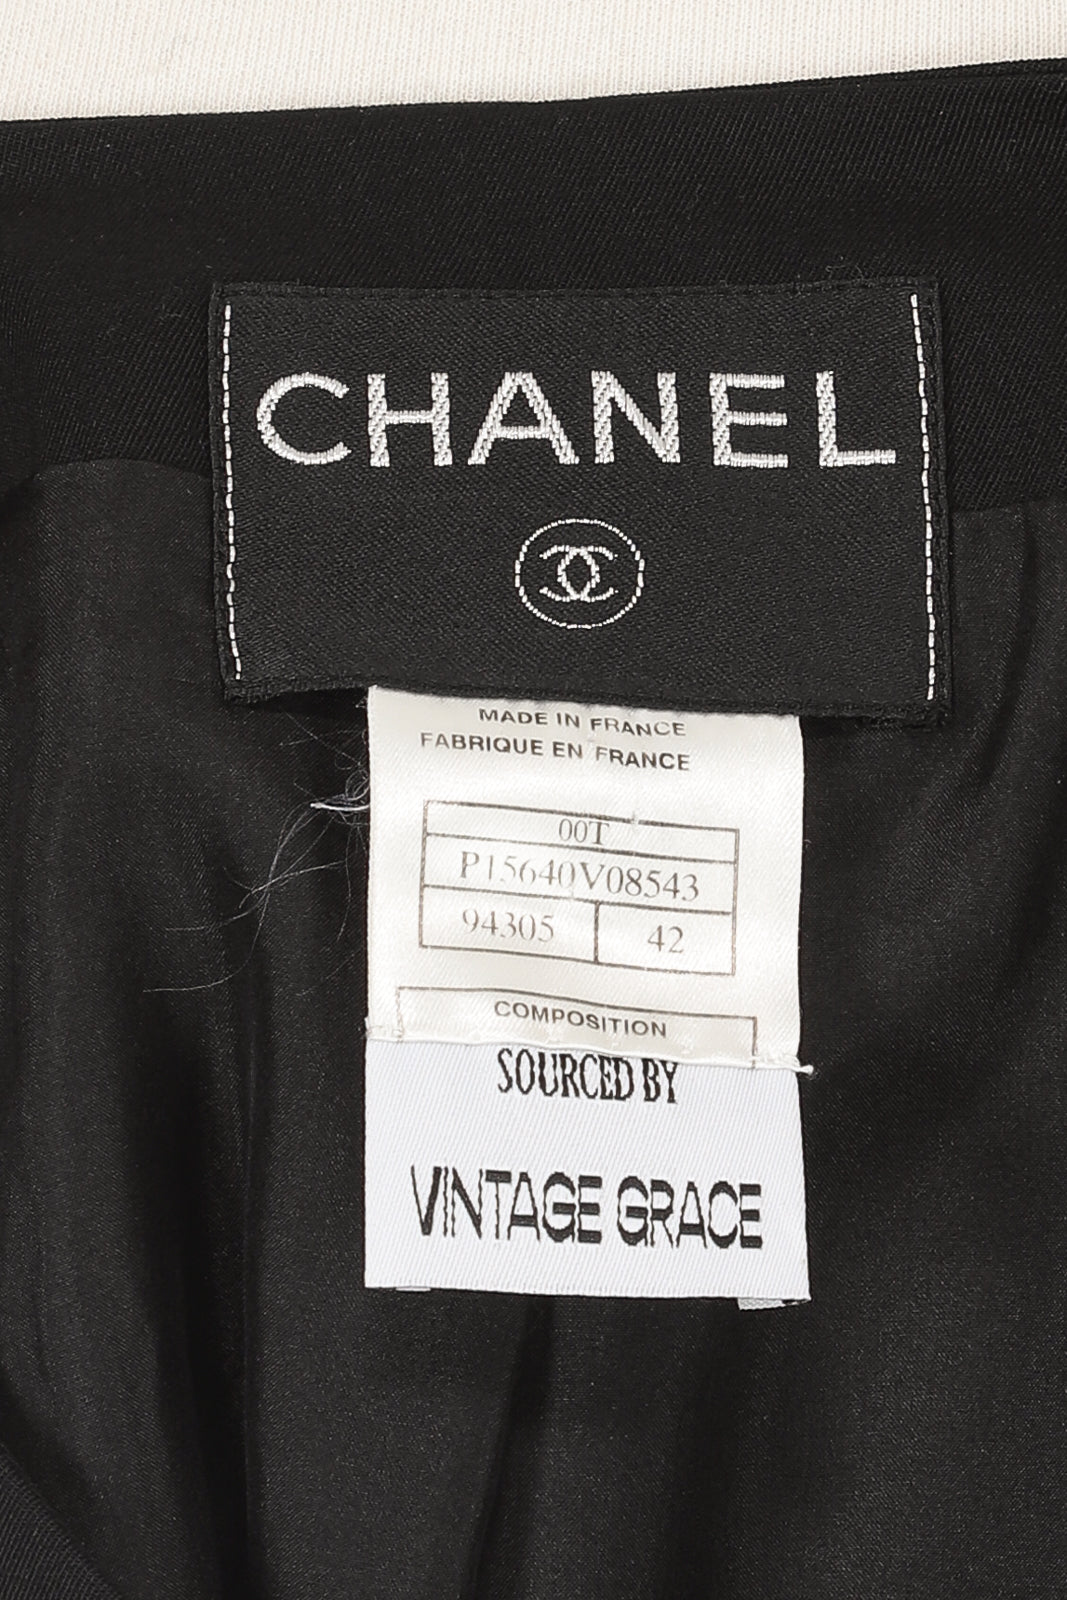 CHANEL
MADE IN FRANCE
FABRIQUE EN FRANCE
00T
P15640V08543
94305 42
COMPOSITION
SOURCED BY
VINTAGE GRACE